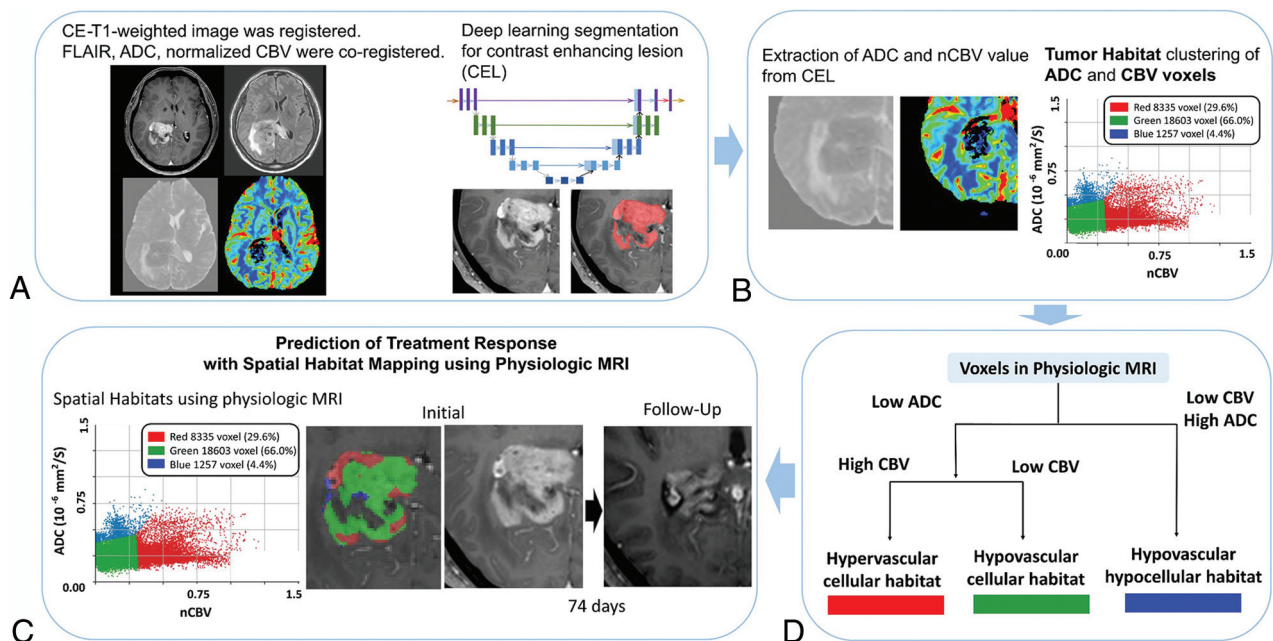 CE-T1-weighted image was registered.
FLAIR, ADC, normalized CBV were co-registered.
Deep learning segmentation
for contrast enhancing lesion
(CEL)
A
Extraction of ADC and nCBV value
from CEL
Tumor Habitat clustering of
ADC and CBV voxels
Red 8335 voxel (29.6%)
Green 18603 voxel (66.0%)
Blue 1257 voxel (4.4%)
ADC (10⁻⁶ mm²/S)
1.5
0.75
0.00
0.75
1.5
nCBV
B
Prediction of Treatment Response
with Spatial Habitat Mapping using Physiologic MRI
Spatial Habitats using physiologic MRI
Red 8335 voxel (29.6%)
Green 18603 voxel (66.0%)
Blue 1257 voxel (4.4%)
ADC (10⁻⁶ mm²/S)
1.5
0.75
0.00
0.75
1.5
nCBV
Initial
Follow-Up
74 days
C
Voxels in Physiologic MRI
Low ADC
Low CBV
High ADC
High CBV
Low CBV
Hypervascular
cellular habitat
Hypovascular
cellular habitat
Hypovascular
hypocellular habitat
D